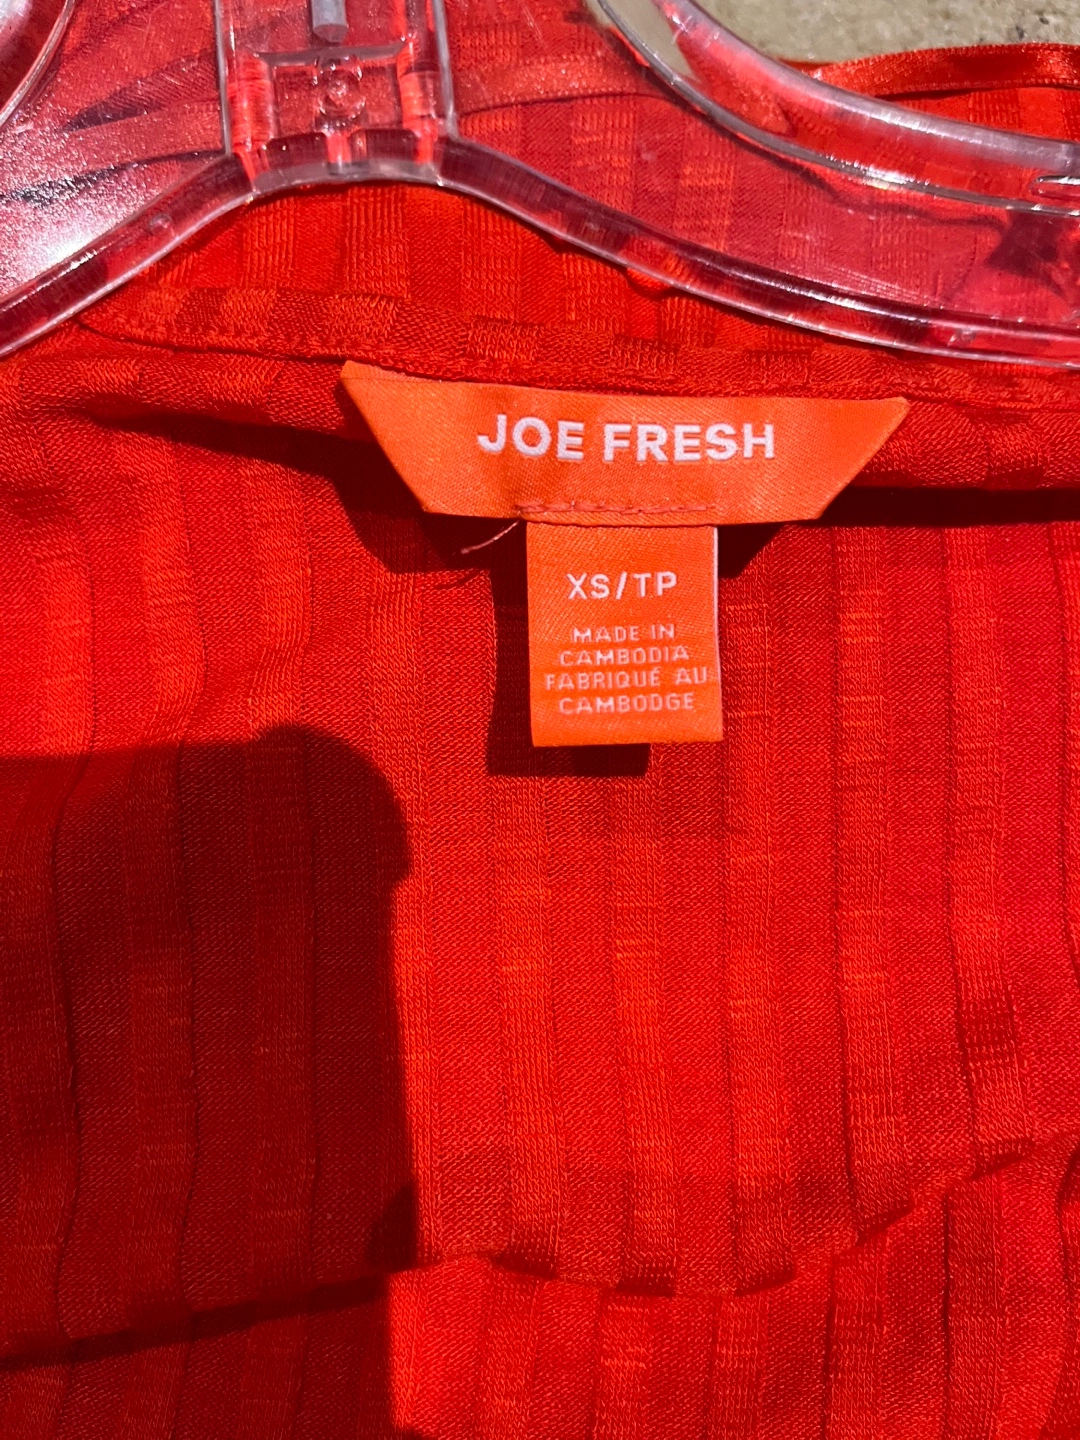 JOE FRESH
XS/TP
MADE IN
CAMBODIA
FABRIQUÉ AU
CAMBODGE